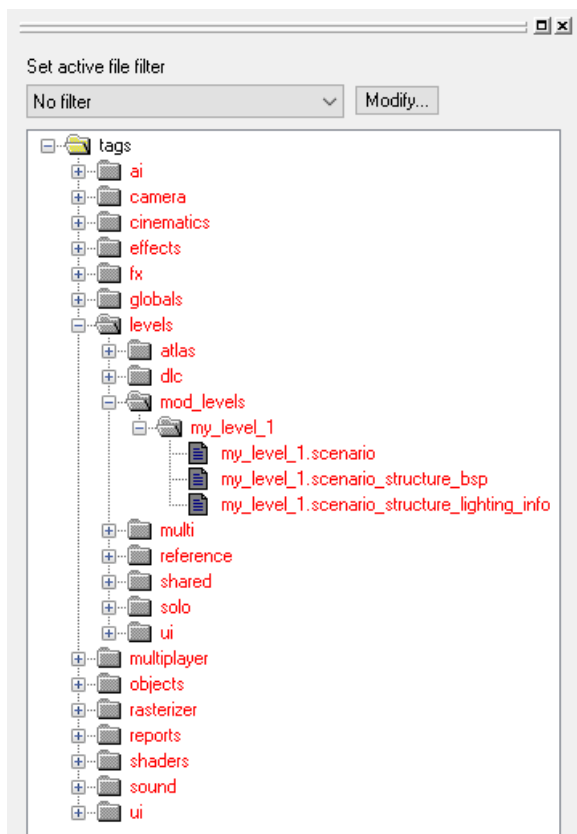 Set active file filter
No filter
Modify...
tags
ai
camera
cinematics
effects
fx
globals
levels
atlas
dlc
mod_levels
my_level_1
my_level_1.scenario
my_level_1.scenario_structure_bsp
my_level_1.scenario_structure_lighting_info
multi
reference
shared
solo
ui
multiplayer
objects
rasterizer
reports
shaders
sound
ui